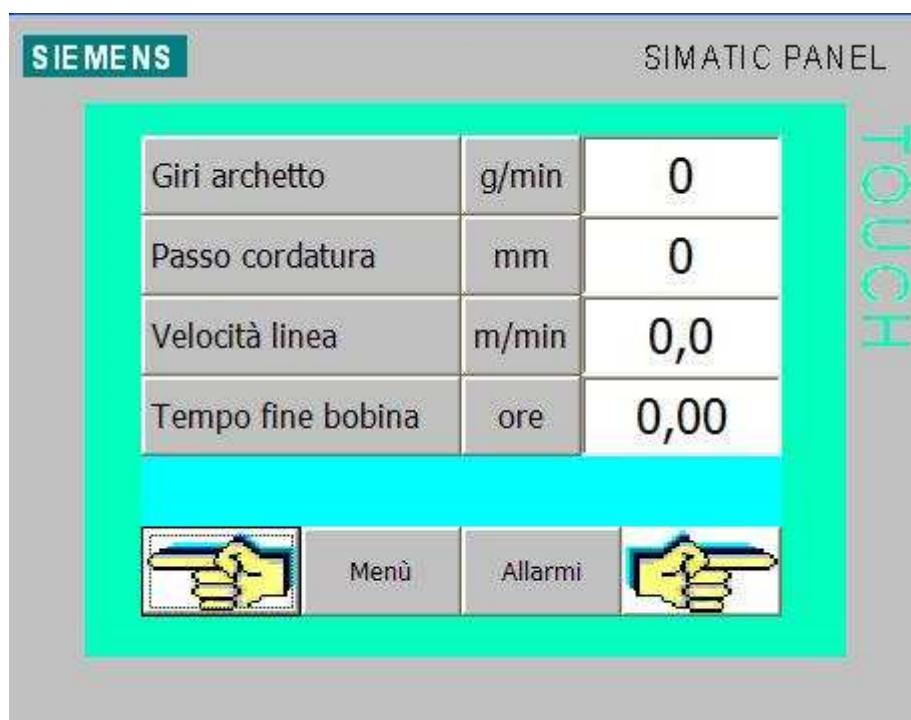 SIEMENS
SIMATIC PANEL
TOUCH
Giri archetto g/min 0
Passo cordatura mm 0
Velocità linea m/min 0,0
Tempo fine bobina ore 0,00
Menù Allarmi